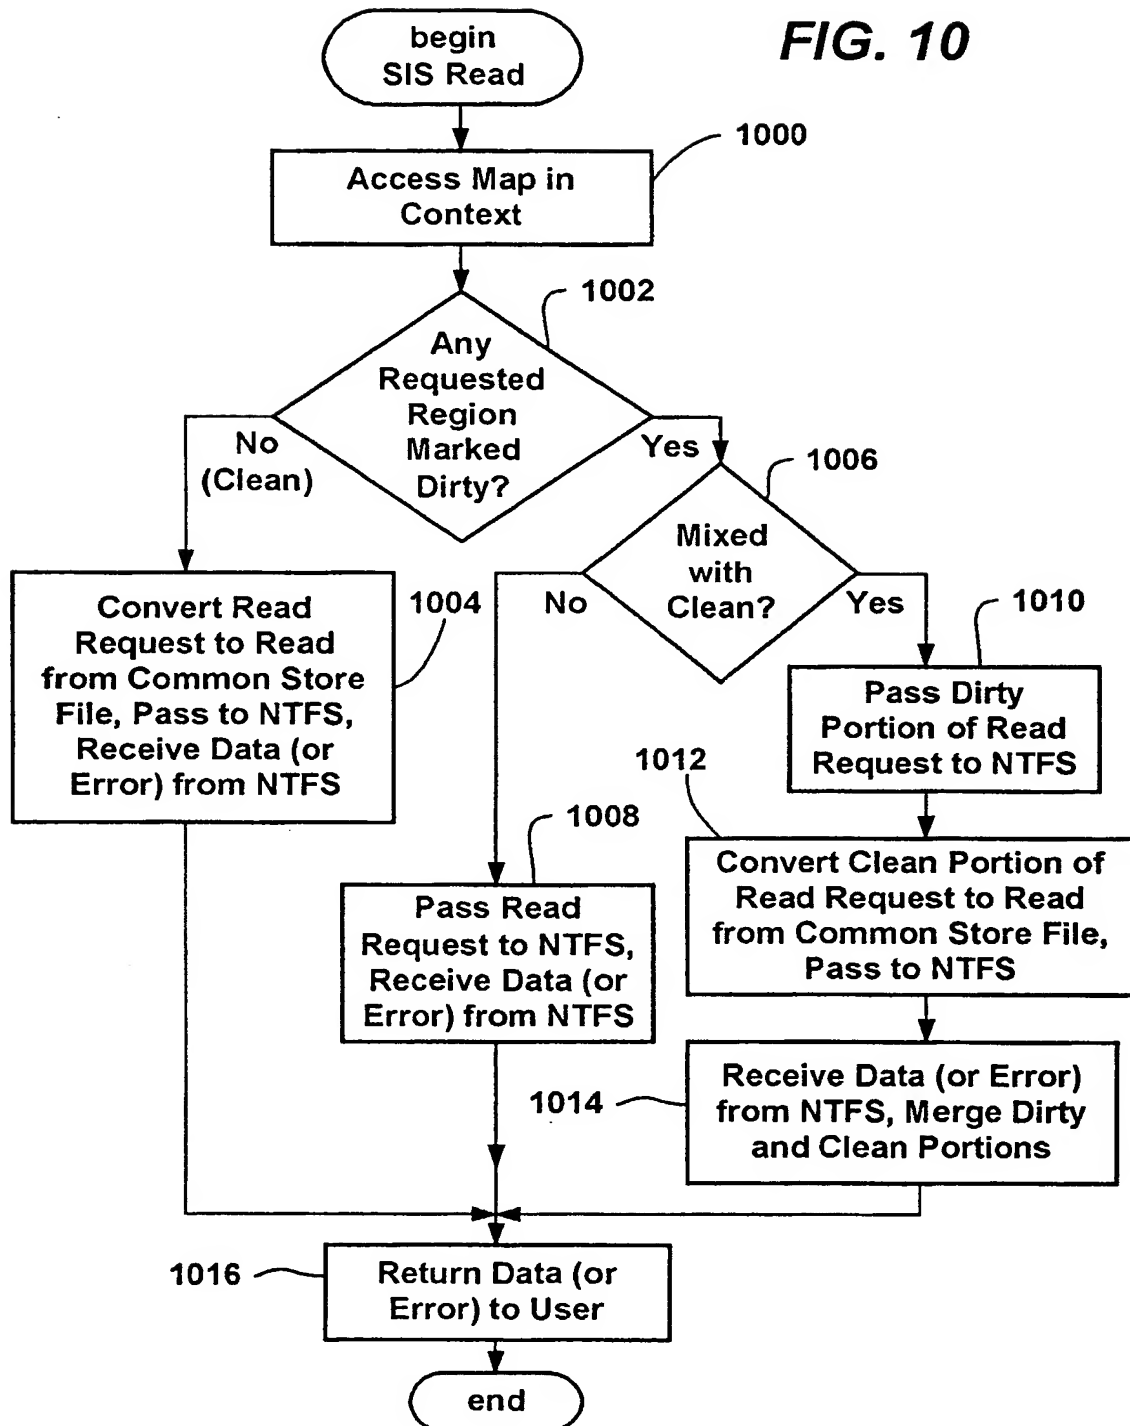 begin
SIS Read
FIG. 10
1000
Access Map in
Context
1002
Any
Requested
Region
Marked
Dirty?
No
(Clean)
Yes
1006
Mixed
with
Clean?
No
Yes
1004
Convert Read
Request to Read
from Common Store
File, Pass to NTFS,
Receive Data (or
Error) from NTFS
1010
Pass Dirty
Portion of Read
Request to NTFS
1012
Convert Clean Portion of
Read Request to Read
from Common Store File,
Pass to NTFS
1008
Pass Read
Request to NTFS,
Receive Data (or
Error) from NTFS
1014
Receive Data (or Error)
from NTFS, Merge Dirty
and Clean Portions
1016
Return Data (or
Error) to User
end